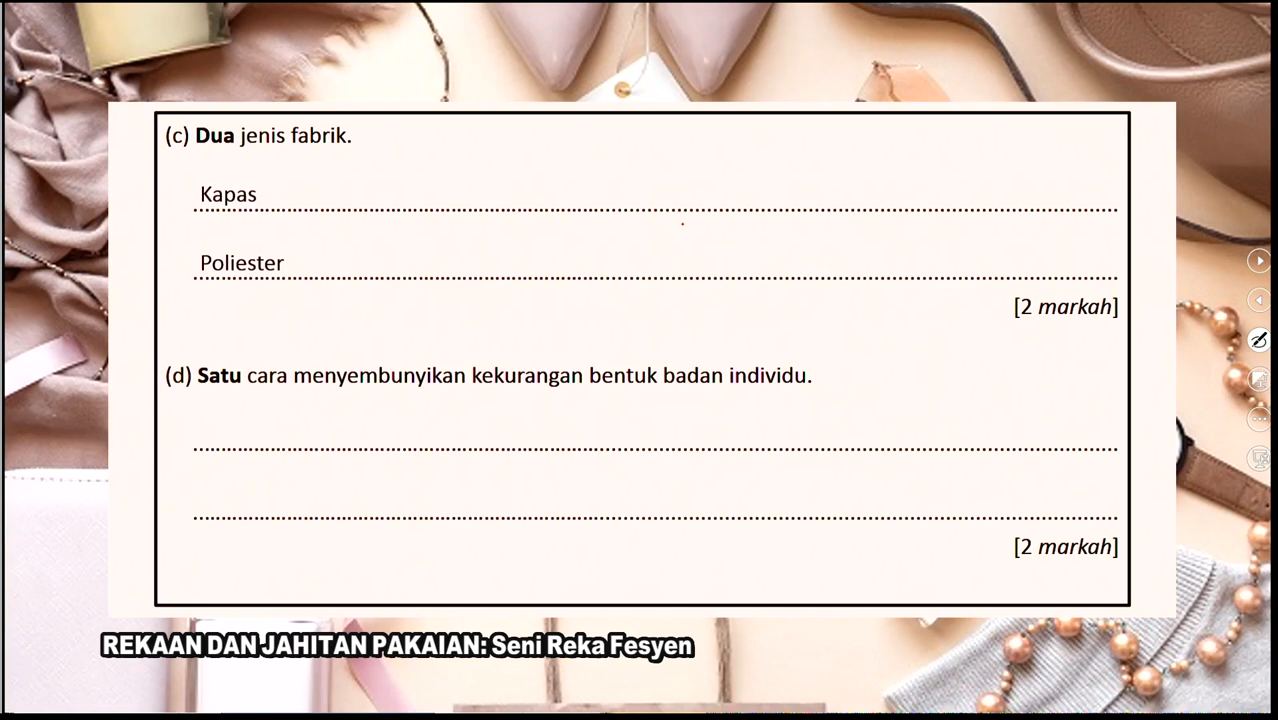 (c) Dua jenis fabrik.
Kapas
Poliester
[2 markah]
(d) Satu cara menyembunyikan kekurangan bentuk badan individu.
[2 markah]
REKAAN DAN JAHITAN PAKAIAN: Seni Reka Fesyen